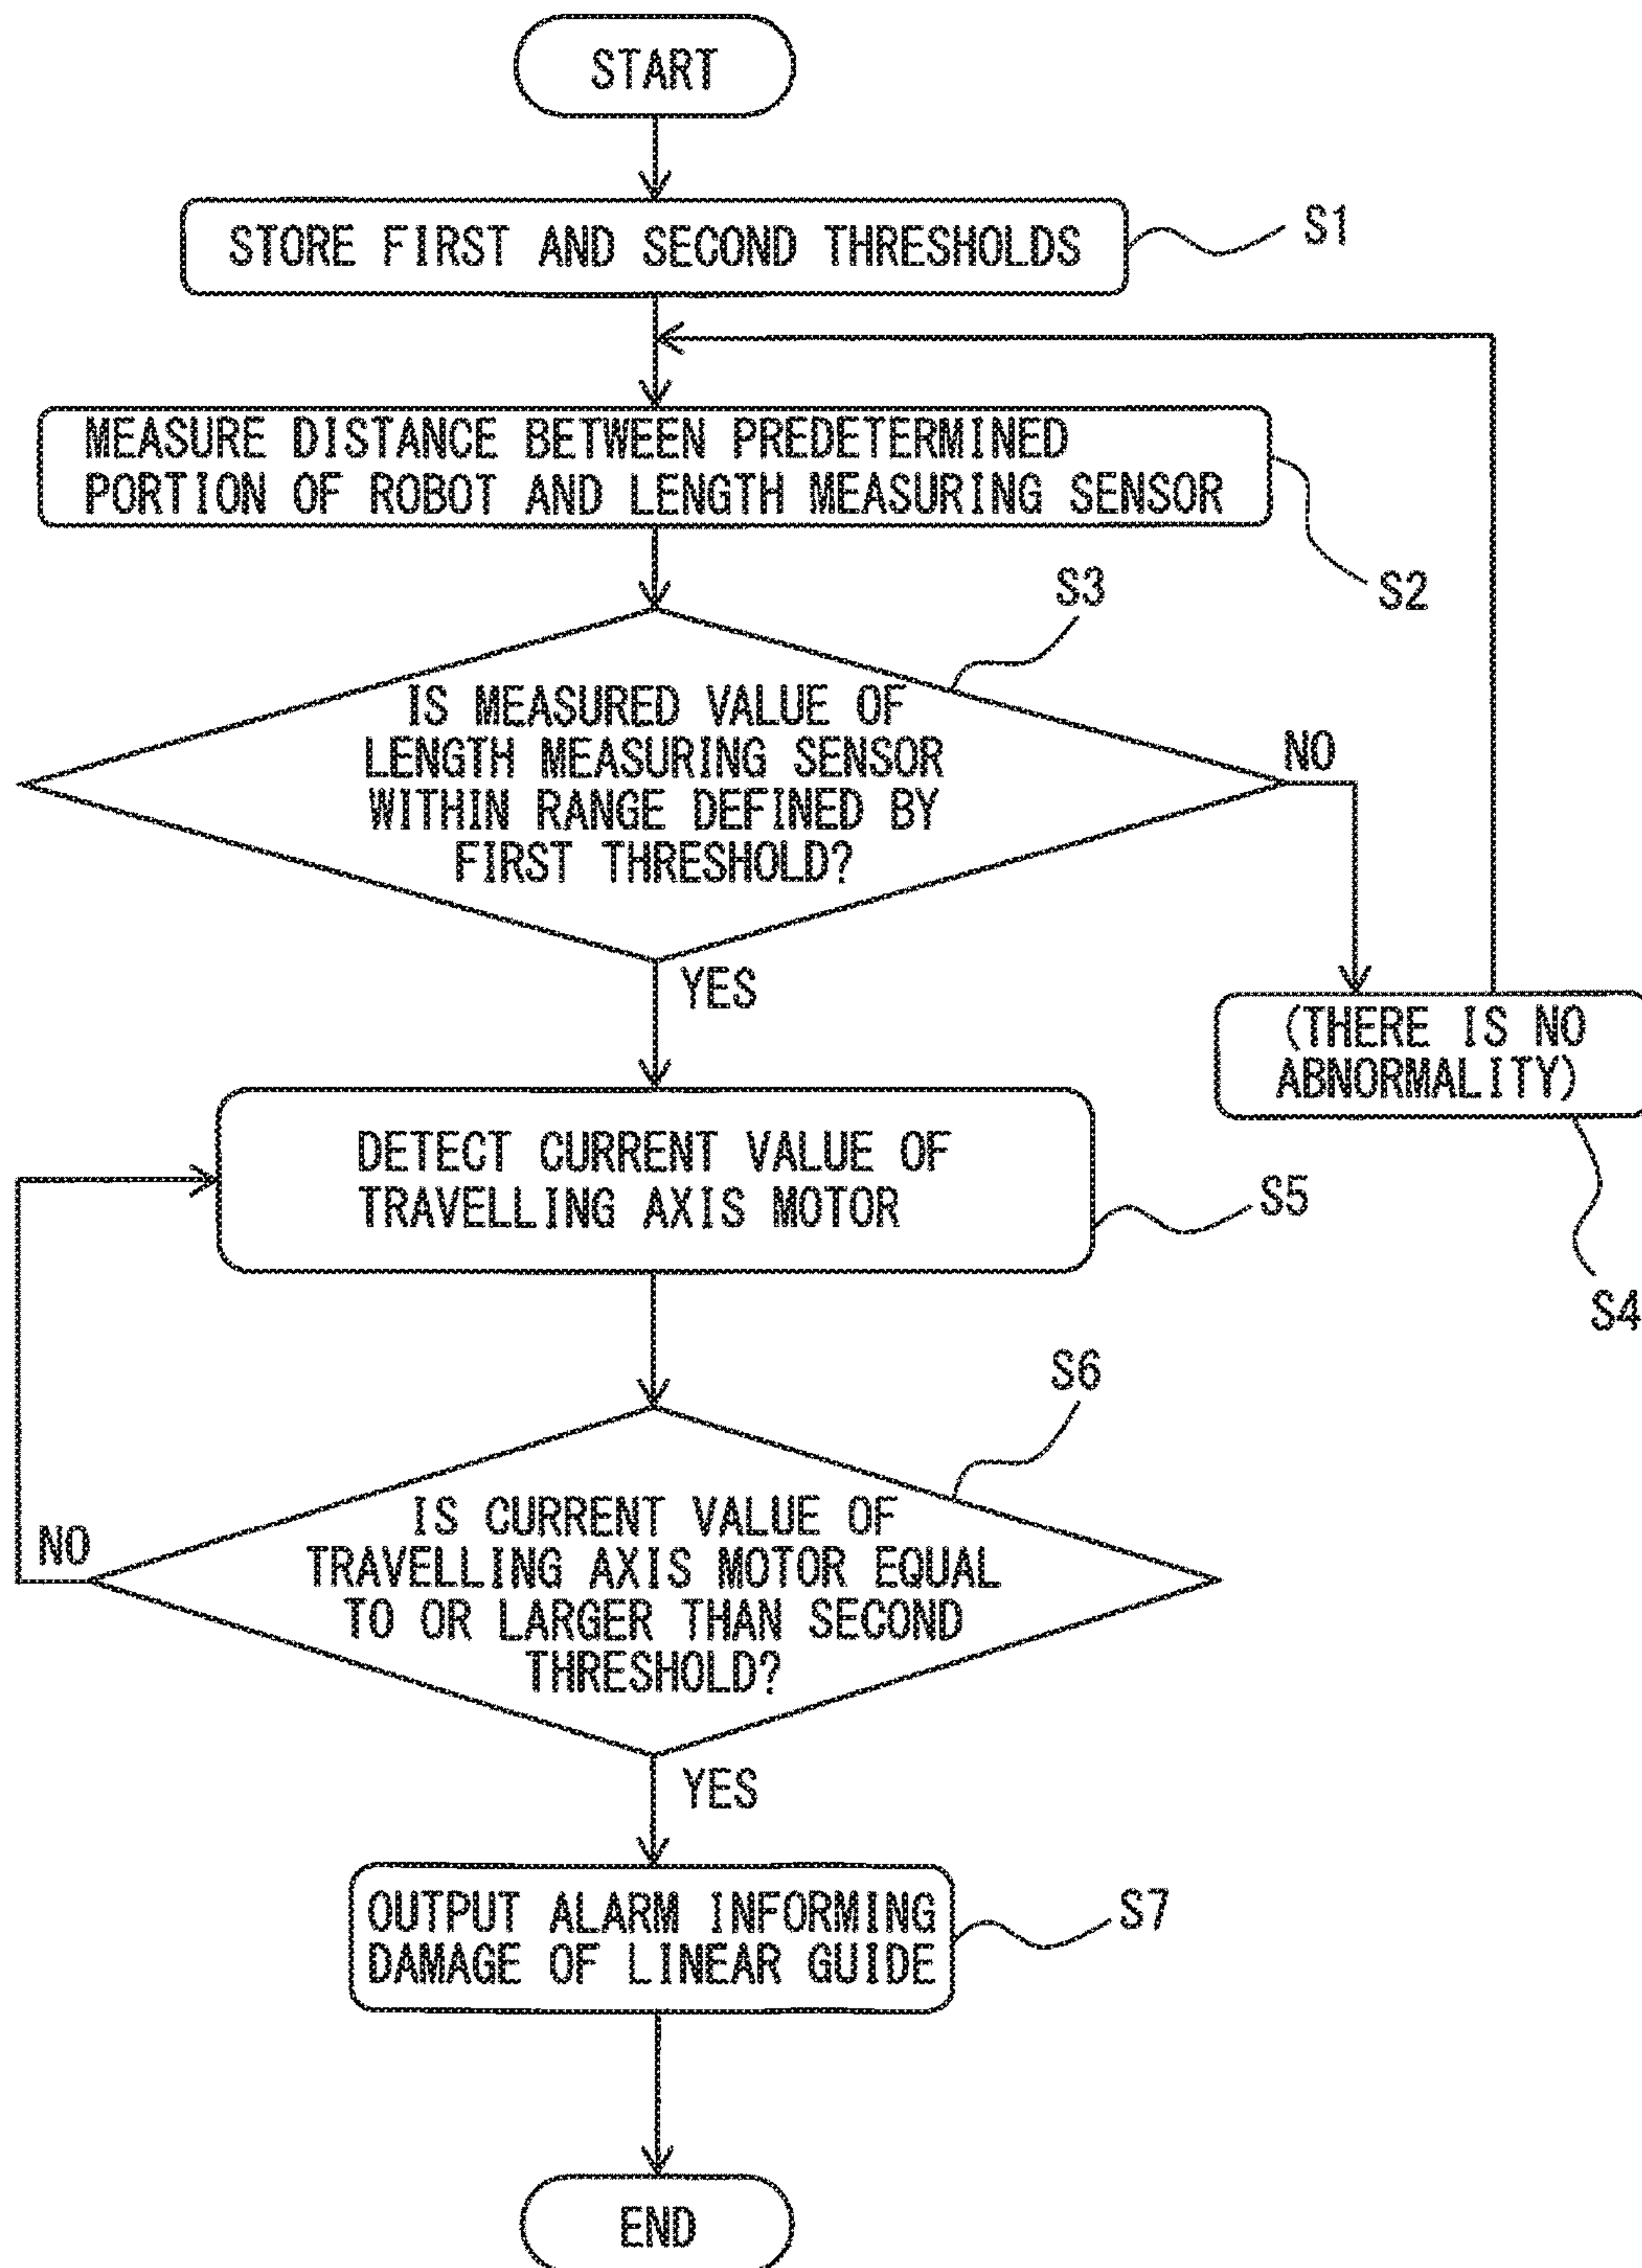 START
STORE FIRST AND SECOND THRESHOLDS
S1
MEASURE DISTANCE BETWEEN PREDETERMINED
PORTION OF ROBOT AND LENGTH MEASURING SENSOR
S2
S3
IS MEASURED VALUE OF
LENGTH MEASURING SENSOR
WITHIN RANGE DEFINED BY
FIRST THRESHOLD?
NO
YES
(THERE IS NO
ABNORMALITY)
S4
DETECT CURRENT VALUE OF
TRAVELLING AXIS MOTOR
S5
S6
IS CURRENT VALUE OF
TRAVELLING AXIS MOTOR EQUAL
TO OR LARGER THAN SECOND
THRESHOLD?
NO
YES
OUTPUT ALARM INFORMING
DAMAGE OF LINEAR GUIDE
S7
END